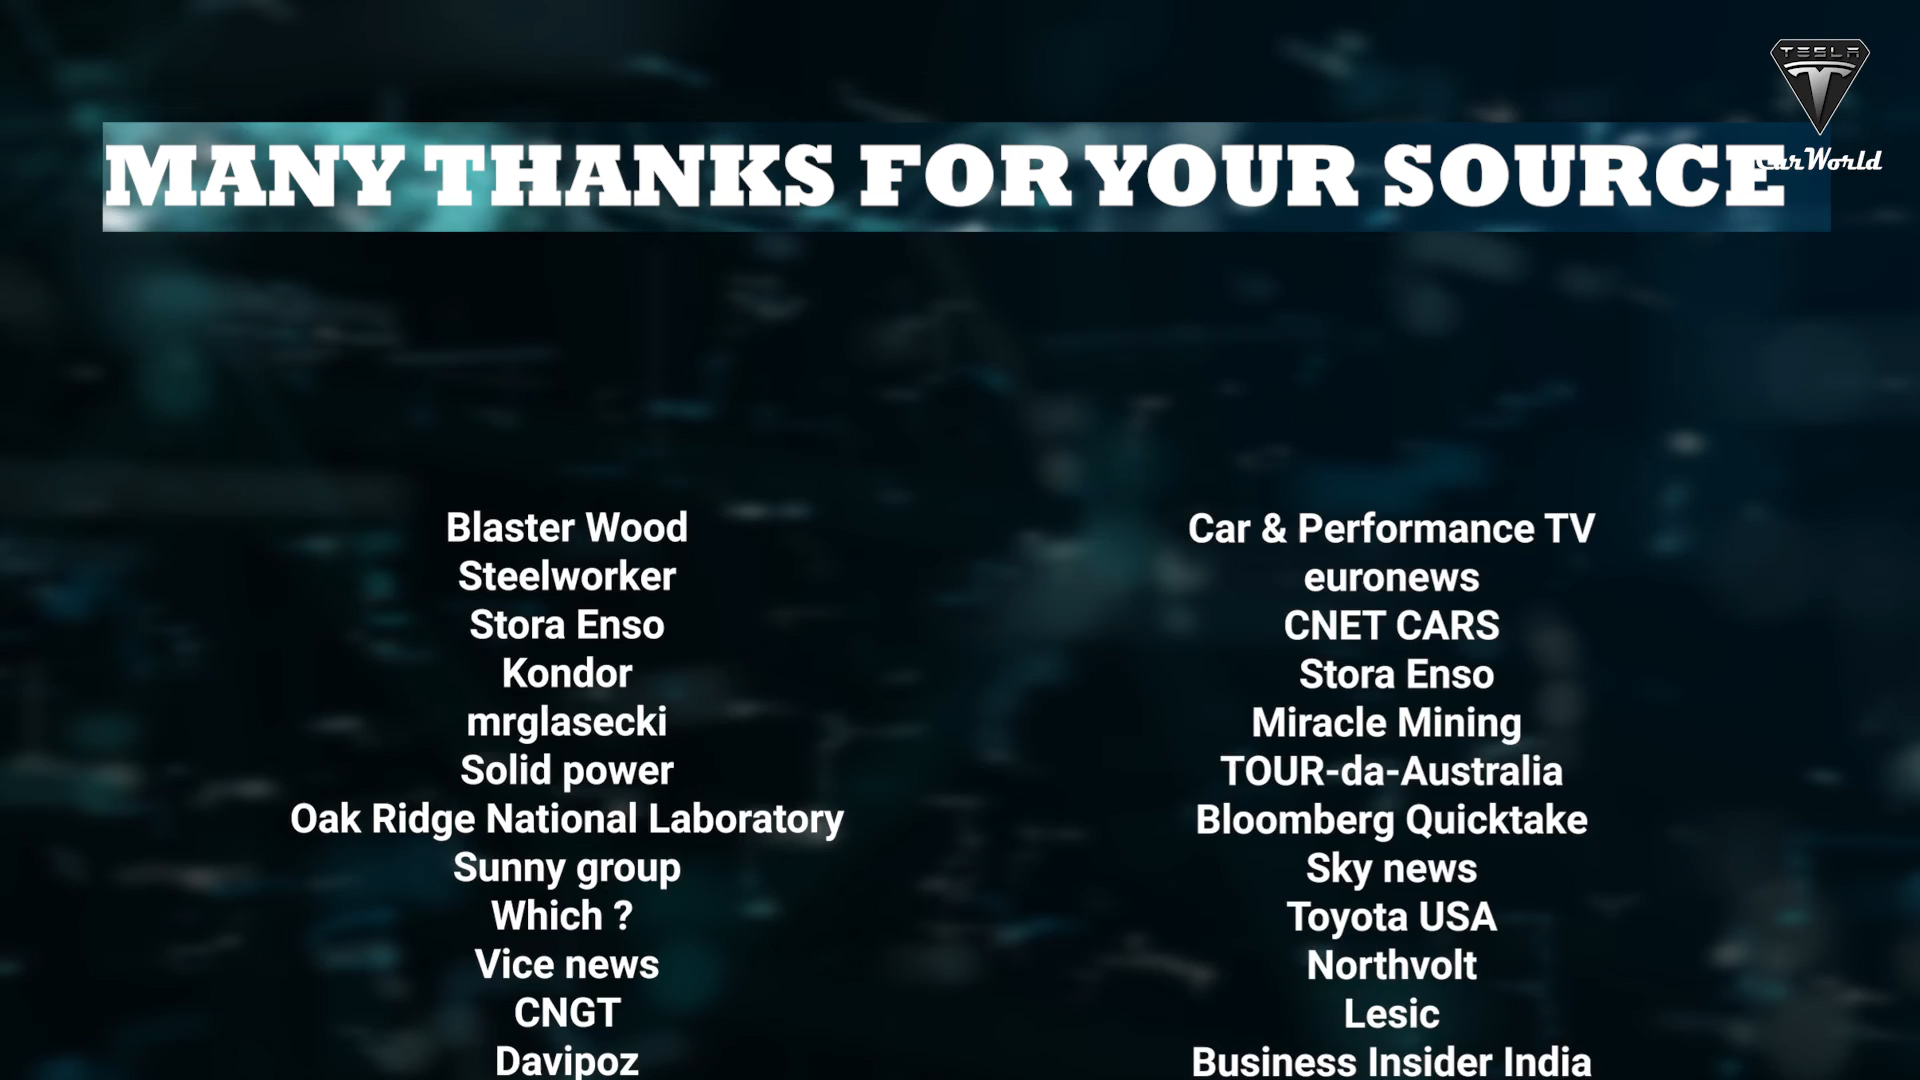 TESLA
Car World
MANY THANKS FOR YOUR SOURCE
Blaster Wood
Steelworker
Stora Enso
Kondor
mrglasecki
Solid power
Oak Ridge National Laboratory
Sunny group
Which ?
Vice news
CNGT
Davipoz
Car & Performance TV
euronews
CNET CARS
Stora Enso
Miracle Mining
TOUR-da-Australia
Bloomberg Quicktake
Sky news
Toyota USA
Northvolt
Lesic
Business Insider India